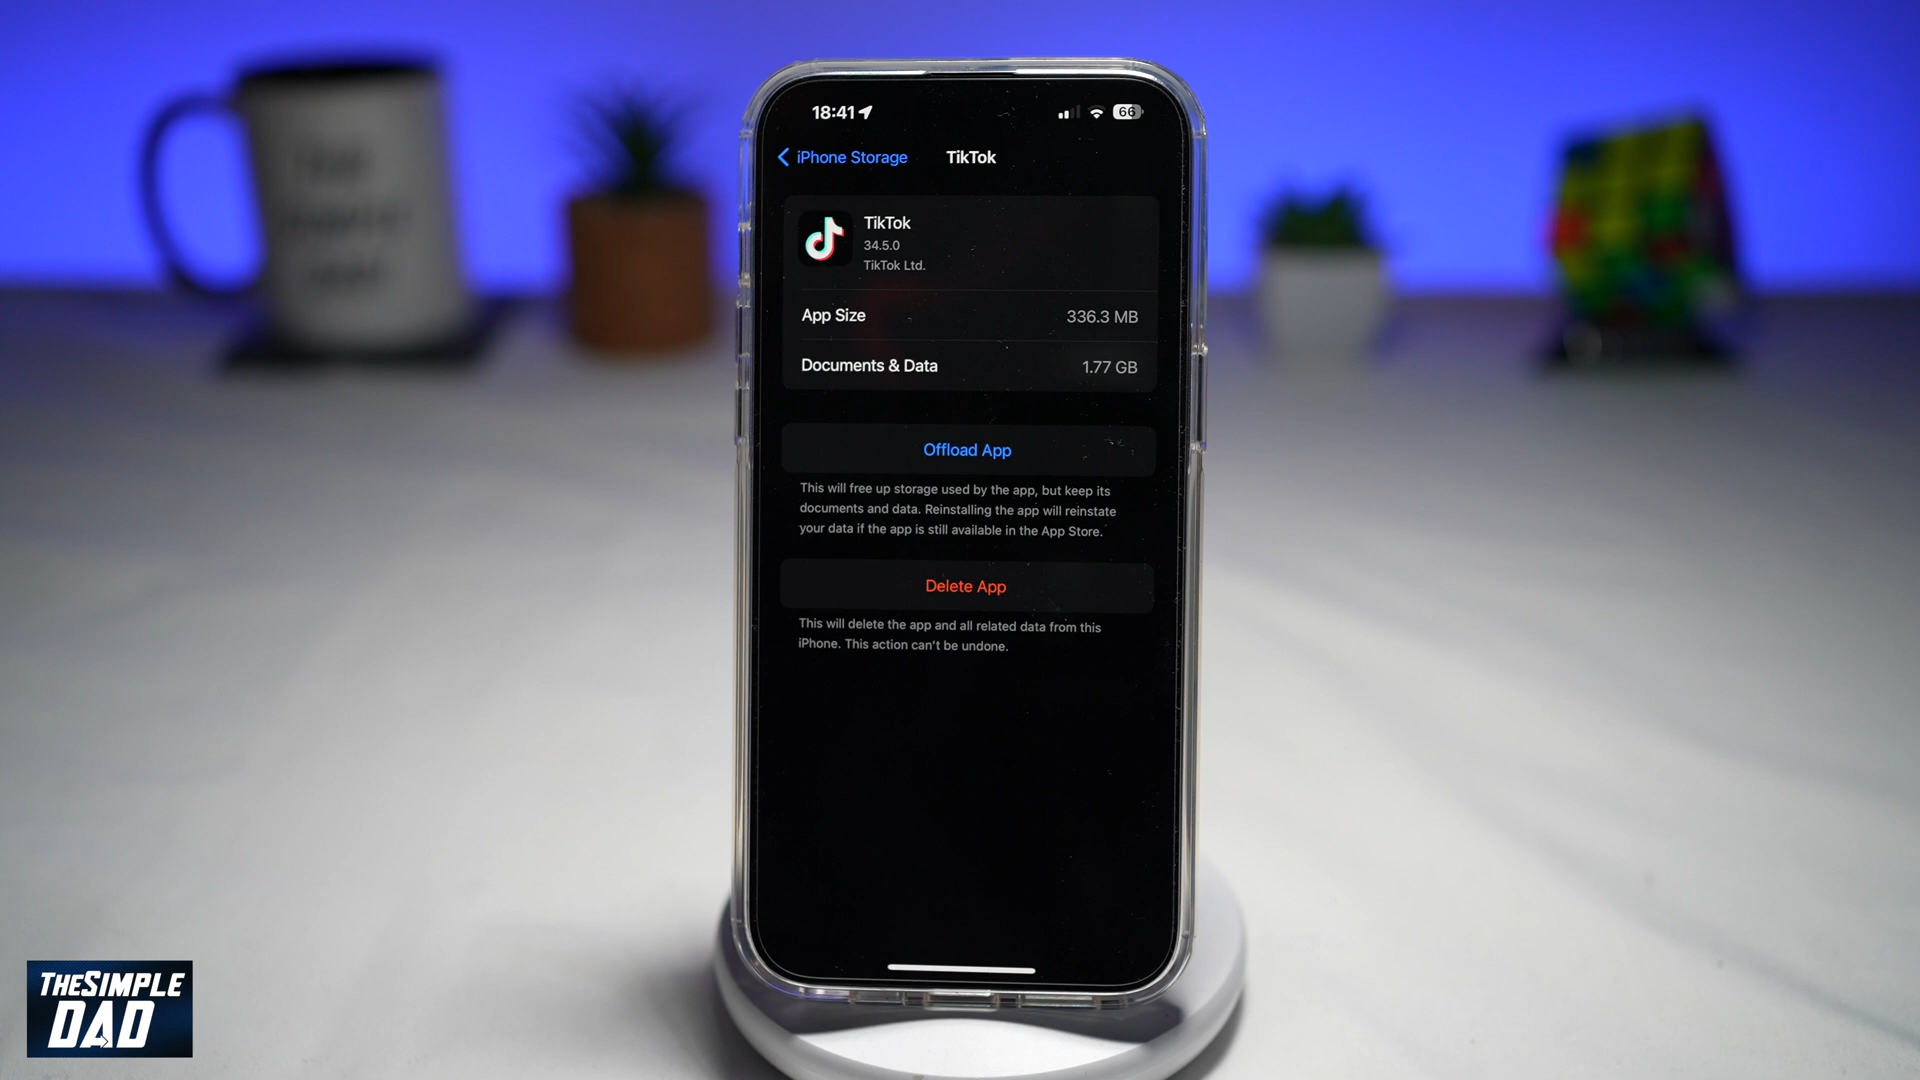 18:41
66
iPhone Storage
TikTok
TikTok
34.5.0
TikTok Ltd.
App Size
336.3 MB
Documents & Data
1.77 GB
Offload App
This will free up storage used by the app, but keep its
documents and data. Reinstalling the app will reinstate
your data if the app is still available in the App Store.
Delete App
This will delete the app and all related data from this
iPhone. This action can't be undone.
THESIMPLE
DAD